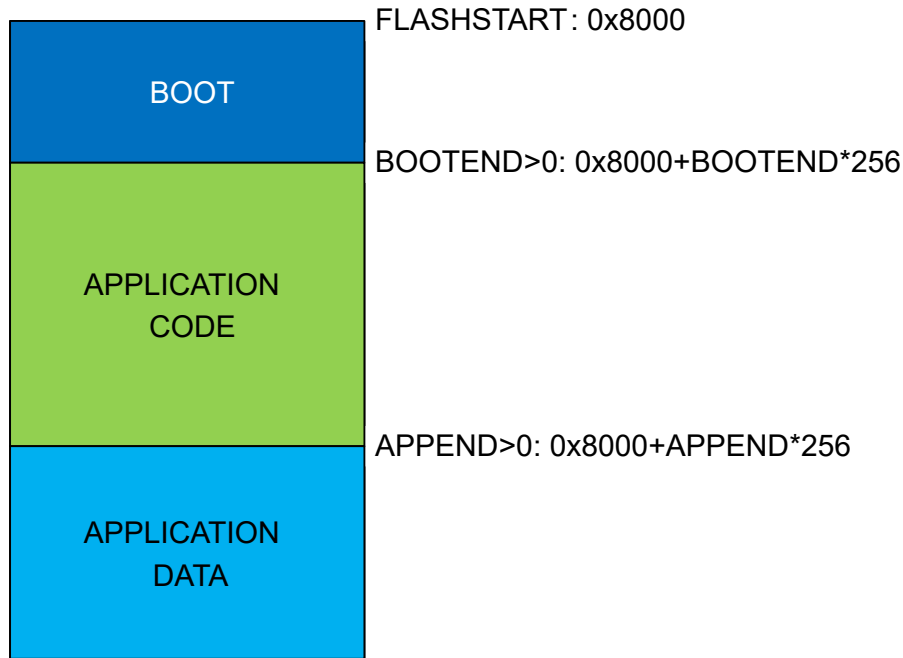 FLASHSTART: 0x8000
BOOT
BOOTEND>0: 0x8000+BOOTEND*256
APPLICATION
CODE
APPEND>0: 0x8000+APPEND*256
APPLICATION
DATA